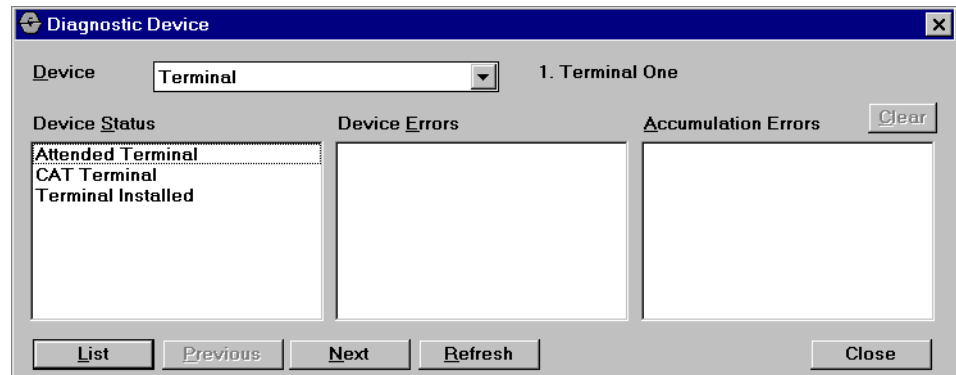 Diagnostic Device
Device Terminal 1. Terminal One
Device Status Device Errors Accumulation Errors Clear
Attended Terminal
CAT Terminal
Terminal Installed
List Previous Next Refresh Close